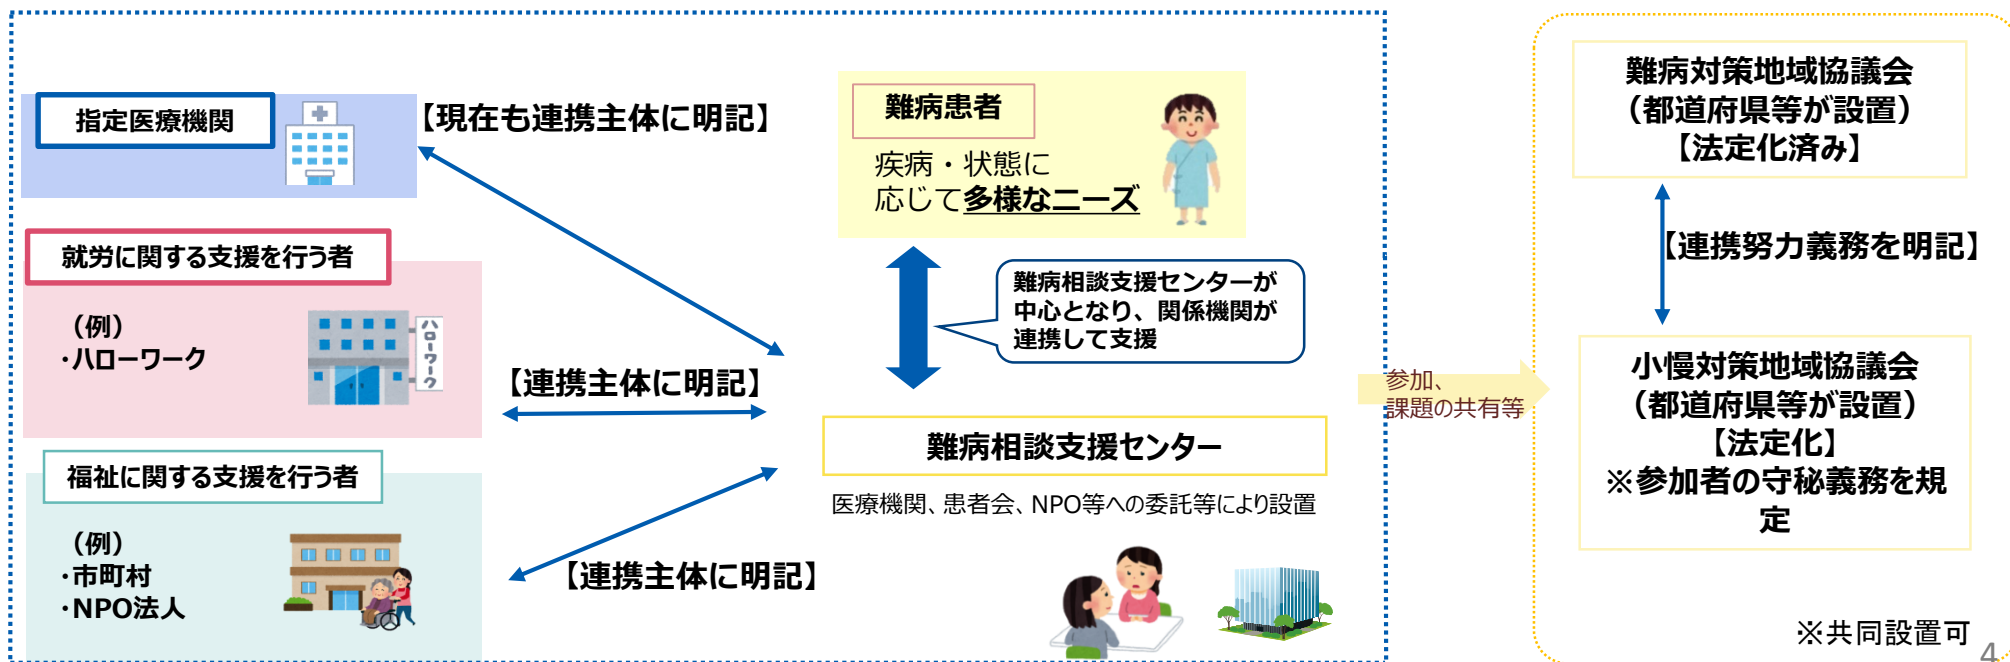 指定医療機関
【現在も連携主体に明記】
就労に関する支援を行う者
（例）
・ハローワーク
ハローワーク
【連携主体に明記】
福祉に関する支援を行う者
（例）
・市町村
・NPO法人
【連携主体に明記】
難病患者
疾病・状態に
応じて多様なニーズ
難病相談支援センターが
中心となり、関係機関が
連携して支援
難病相談支援センター
医療機関、患者会、NPO等への委託等により設置
参加、
課題の共有等
難病対策地域協議会
（都道府県等が設置）
【法定化済み】
【連携努力義務を明記】
小慢対策地域協議会
（都道府県等が設置）
【法定化】
※参加者の守秘義務を規
定
※共同設置可
4